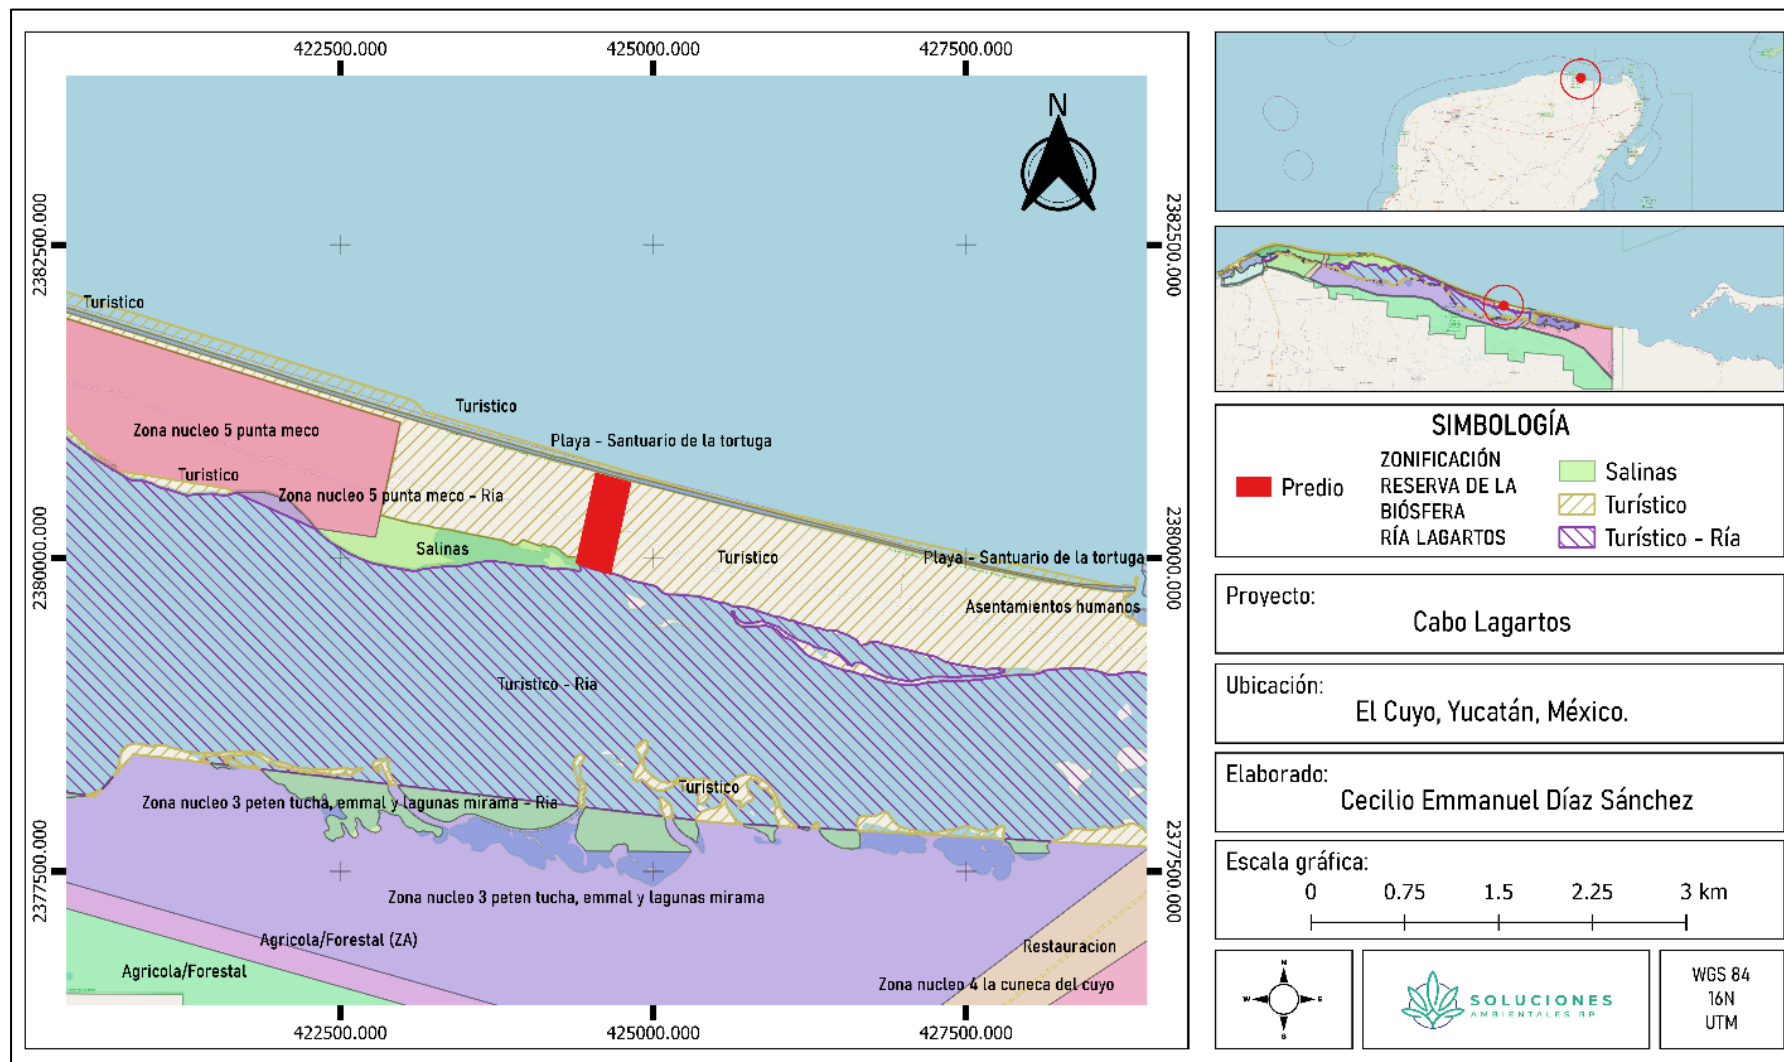 422500.000
425000.000
427500.000
N
2382500.000
2382500.000
Turistico
Turistico
Zona nucleo 5 punta meco
Playa - Santuario de la tortuga
Turistico
Zona nucleo 5 punta meco - Ria
2380000.000
2380000.000
Salinas
Turistico
Playa - Santuario de la tortuga
Asentamientos humanos
Turistico - Ria
Turistico
Zona nucleo 3 peten tucha, emmal y lagunas mirama - Ria
2377500.000
2377500.000
Zona nucleo 3 peten tucha, emmal y lagunas mirama
Agricola/Forestal (ZA)
Restauracion
Agricola/Forestal
Zona nucleo 4 la cuneca del cuyo
422500.000
425000.000
427500.000
SIMBOLOGÍA
Predio
ZONIFICACIÓN
RESERVA DE LA
BIÓSFERA
RÍA LAGARTOS
Salinas
Turístico
Turístico - Ría
Proyecto:
Cabo Lagartos
Ubicación:
El Cuyo, Yucatán, México.
Elaborado:
Cecilio Emmanuel Díaz Sánchez
Escala gráfica:
0 0.75 1.5 2.25 3 km
N
W E
S
SOLUCIONES
AMBIENTALES RP
WGS 84
16N
UTM